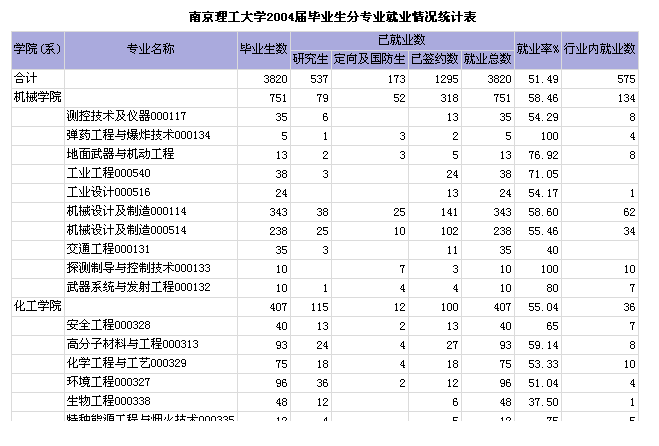 南京理工大学2004届毕业生分专业就业情况统计表
学院(系) 专业名称 毕业生数 已就业数 就业率% 行业内就业数
研究生 定向及国防生 已签约数 就业总数
合计 3820 537 173 1295 3820 51.49 575
机械学院 751 79 52 318 751 58.46 134
测控技术及仪器000117 35 6 13 35 54.29 8
弹药工程与爆炸技术000134 5 1 3 2 5 100 4
地面武器与机动工程 13 2 3 5 13 76.92 8
工业工程000540 38 3 24 38 71.05
工业设计000516 24 13 24 54.17 1
机械设计及制造000114 343 38 25 141 343 58.60 62
机械设计及制造000514 238 25 10 102 238 55.46 34
交通工程000131 35 3 11 35 40
探测制导与控制技术000133 10 7 3 10 100 10
武器系统与发射工程000132 10 1 4 4 10 80 7
化工学院 407 115 12 100 407 55.04 36
安全工程000328 40 13 2 13 40 65 7
高分子材料与工程000313 93 24 4 27 93 59.14 8
化学工程与工艺000329 75 18 4 18 75 53.33 10
环境工程000327 96 36 2 12 96 51.04 4
生物工程000338 48 12 6 48 37.50 1
特种能源工程与烟火技术000335 12 4 5 12 75 5